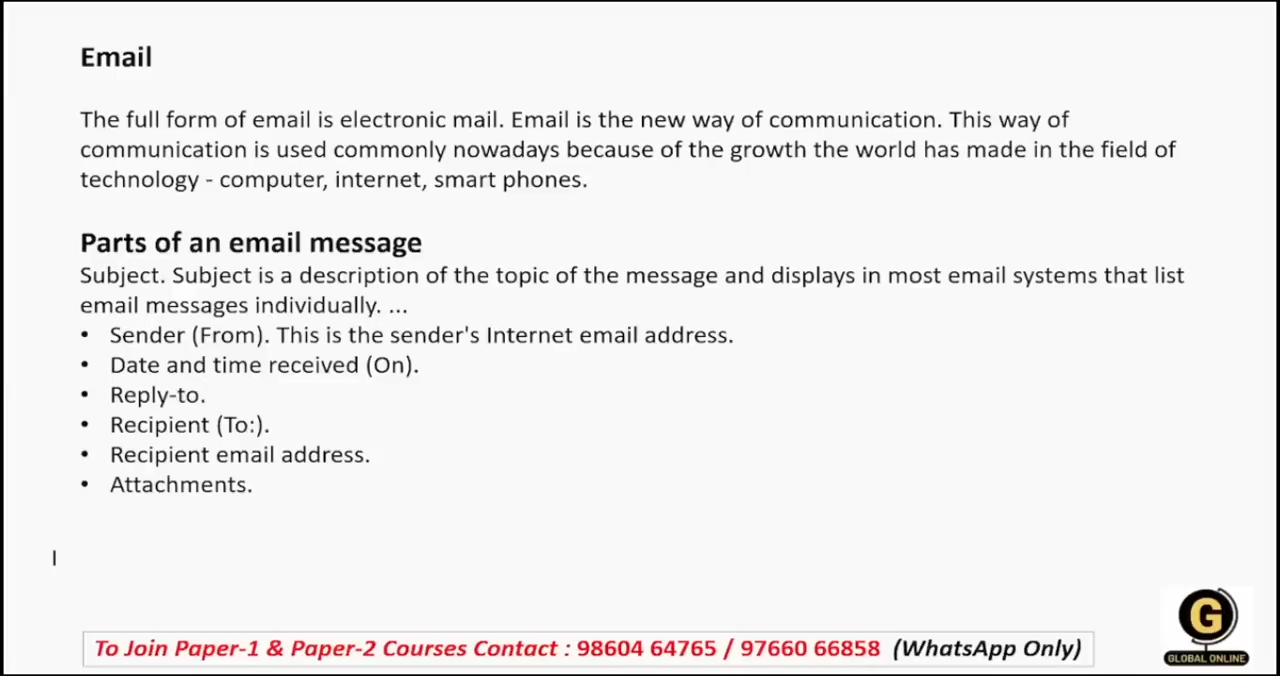 Email
The full form of email is electronic mail. Email is the new way of communication. This way of
communication is used commonly nowadays because of the growth the world has made in the field of
technology - computer, internet, smart phones.
Parts of an email message
Subject. Subject is a description of the topic of the message and displays in most email systems that list
email messages individually. ...
• Sender (From). This is the sender's Internet email address.
• Date and time received (On).
• Reply-to.
• Recipient (To:).
• Recipient email address.
• Attachments.
To Join Paper-1 & Paper-2 Courses Contact : 98604 64765 / 97660 66858 (WhatsApp Only)
G
GLOBAL ONLINE